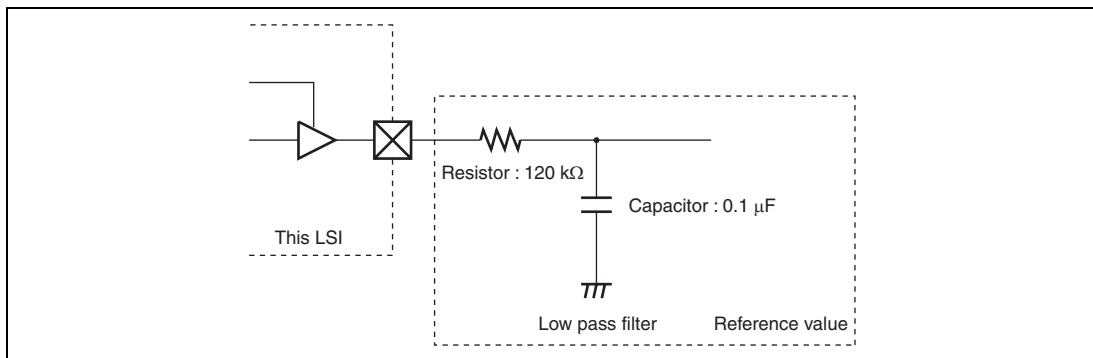 Resistor : 120 kΩ
Capacitor : 0.1 μF
This LSI
Low pass filter
Reference value